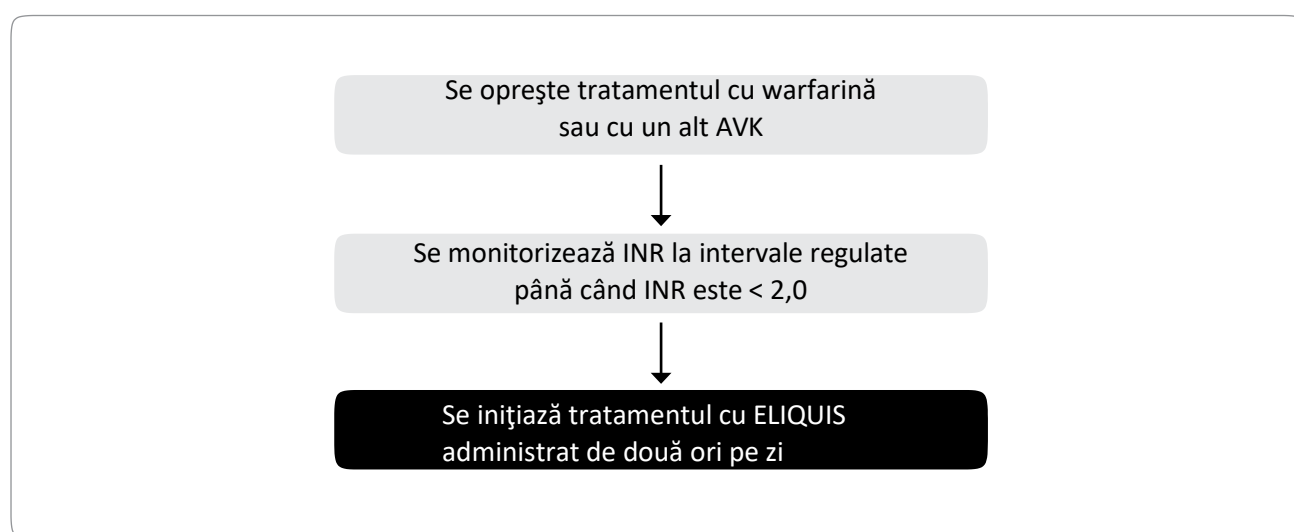 Se opreşte tratamentul cu warfarină
sau cu un alt AVK
Se monitorizează INR la intervale regulate
până când INR este < 2,0
Se iniţiază tratamentul cu ELIQUIS
administrat de două ori pe zi